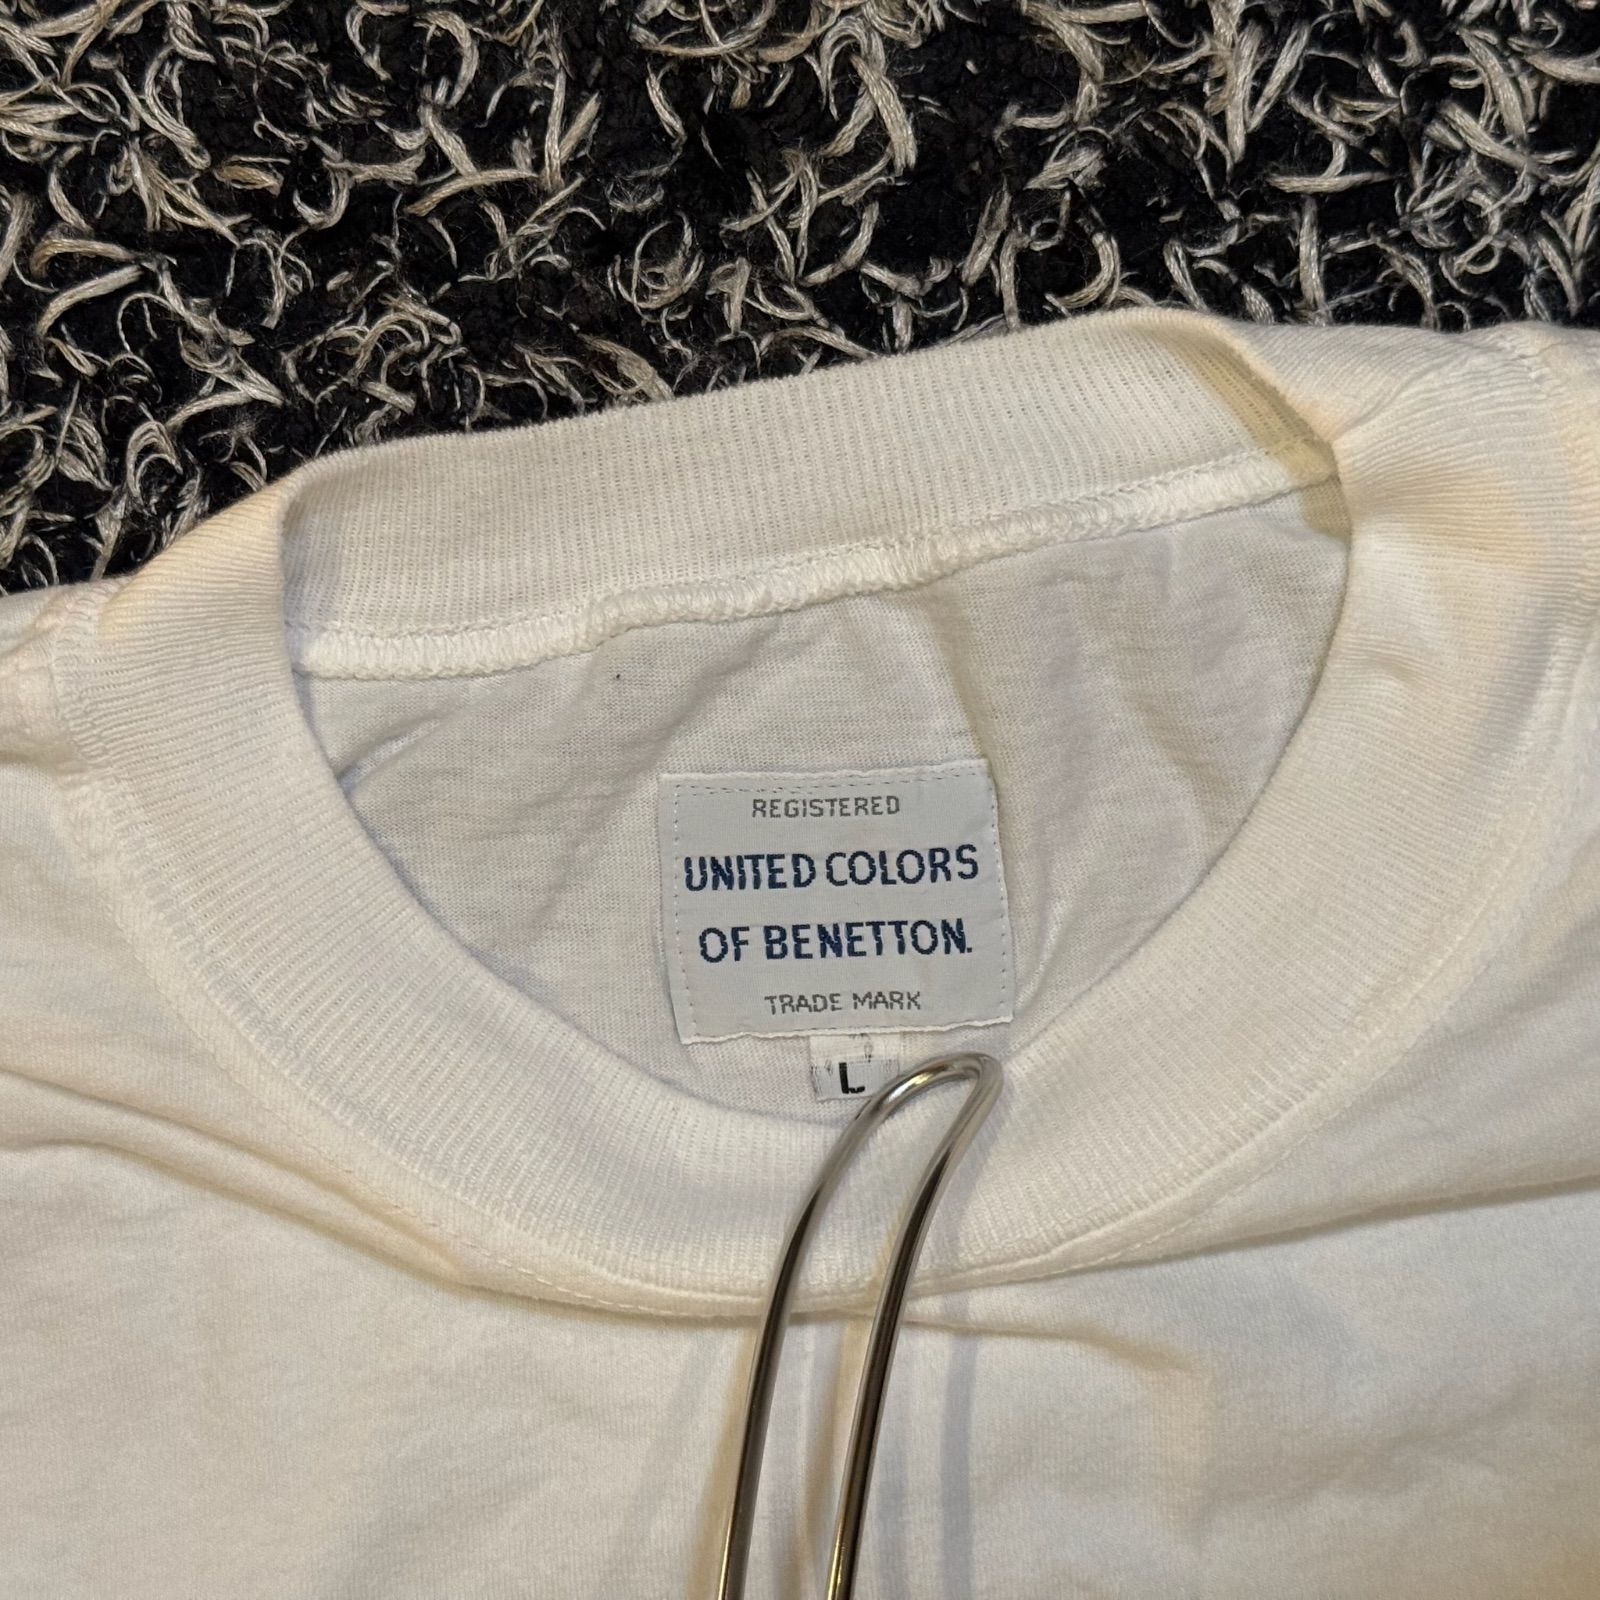 REGISTERED
UNITED COLORS
OF BENETTON.
TRADE MARK
L